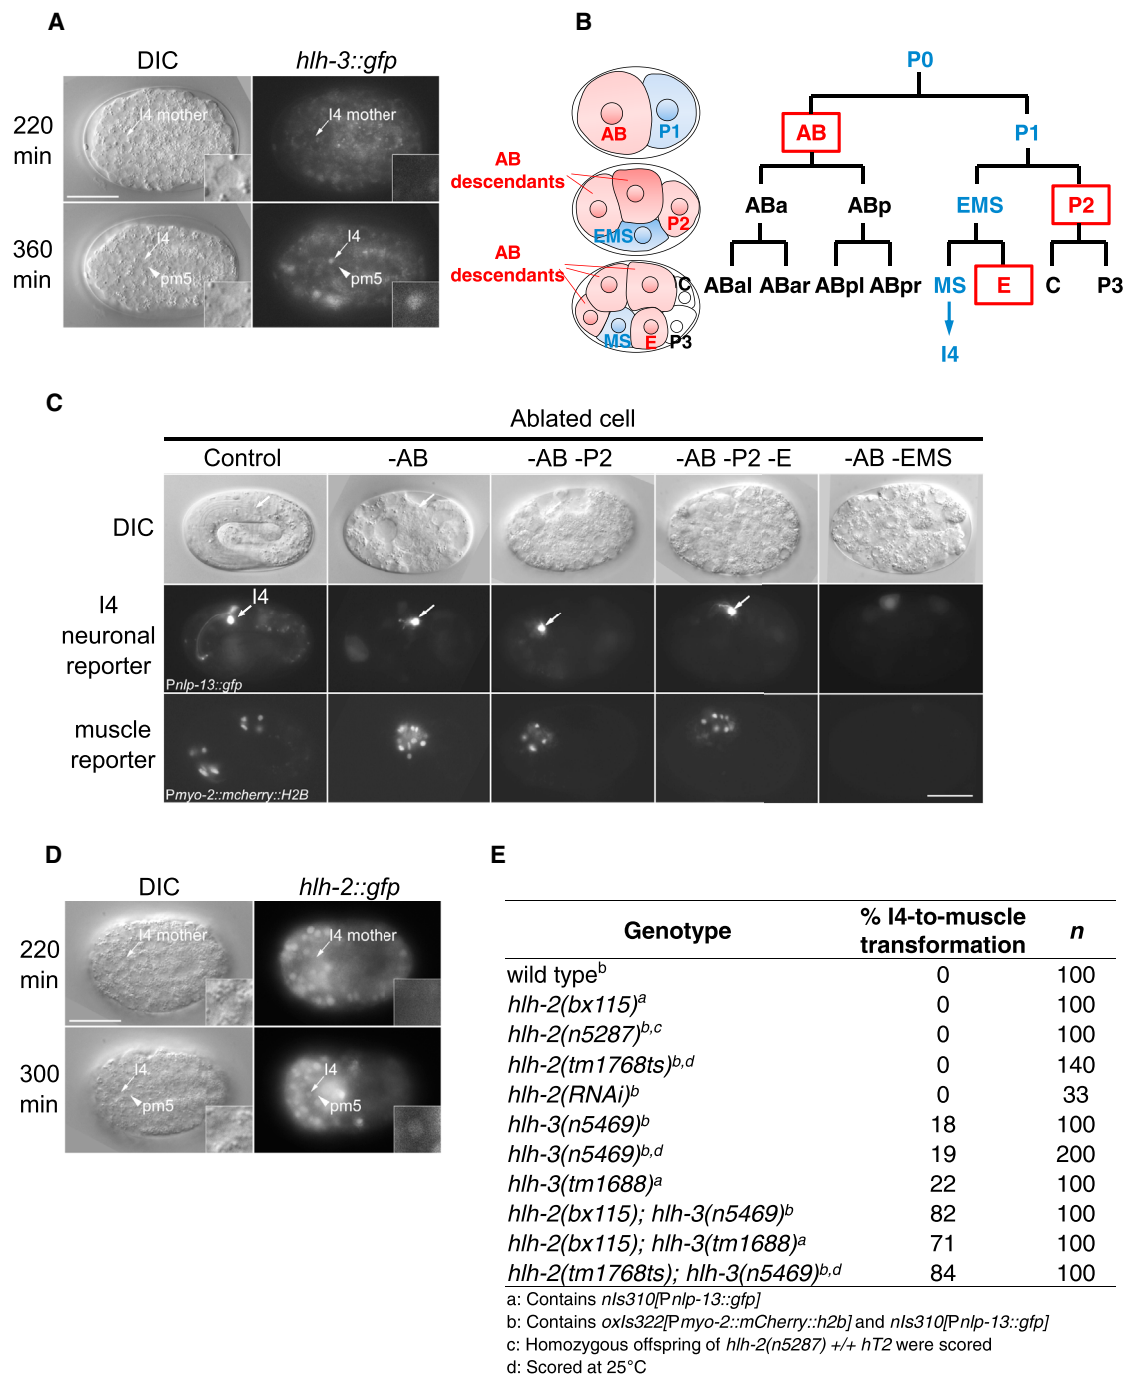 A
DIC
hlh-3::gfp
220
min
I4 mother
I4 mother
360
min
I4
pm5
I4
pm5
B
AB
P1
AB
descendants
EMS
P2
AB
descendants
C
MS
E
P3
P0
AB
P1
ABa
ABp
EMS
P2
ABal ABar ABpl ABpr MS E C P3
I4
C
Ablated cell
Control
-AB
-AB -P2
-AB -P2 -E
-AB -EMS
DIC
I4
neuronal
reporter
I4
Pnlp-13::gfp
muscle
reporter
Pmyo-2::mcherry::H2B
D
DIC
hlh-2::gfp
220
min
I4 mother
I4 mother
300
min
I4
pm5
I4
pm5
E
Genotype
% I4-to-muscle
transformation
n
wild typeb 0 100
hlh-2(bx115)a 0 100
hlh-2(n5287)b,c 0 100
hlh-2(tm1768ts)b,d 0 140
hlh-2(RNAi)b 0 33
hlh-3(n5469)b 18 100
hlh-3(n5469)b,d 19 200
hlh-3(tm1688)a 22 100
hlh-2(bx115); hlh-3(n5469)b 82 100
hlh-2(bx115); hlh-3(tm1688)a 71 100
hlh-2(tm1768ts); hlh-3(n5469)b,d 84 100
a: Contains nIs310[Pnlp-13::gfp]
b: Contains oxIs322[Pmyo-2::mCherry::h2b] and nIs310[Pnlp-13::gfp]
c: Homozygous offspring of hlh-2(n5287) +/+ hT2 were scored
d: Scored at 25°C